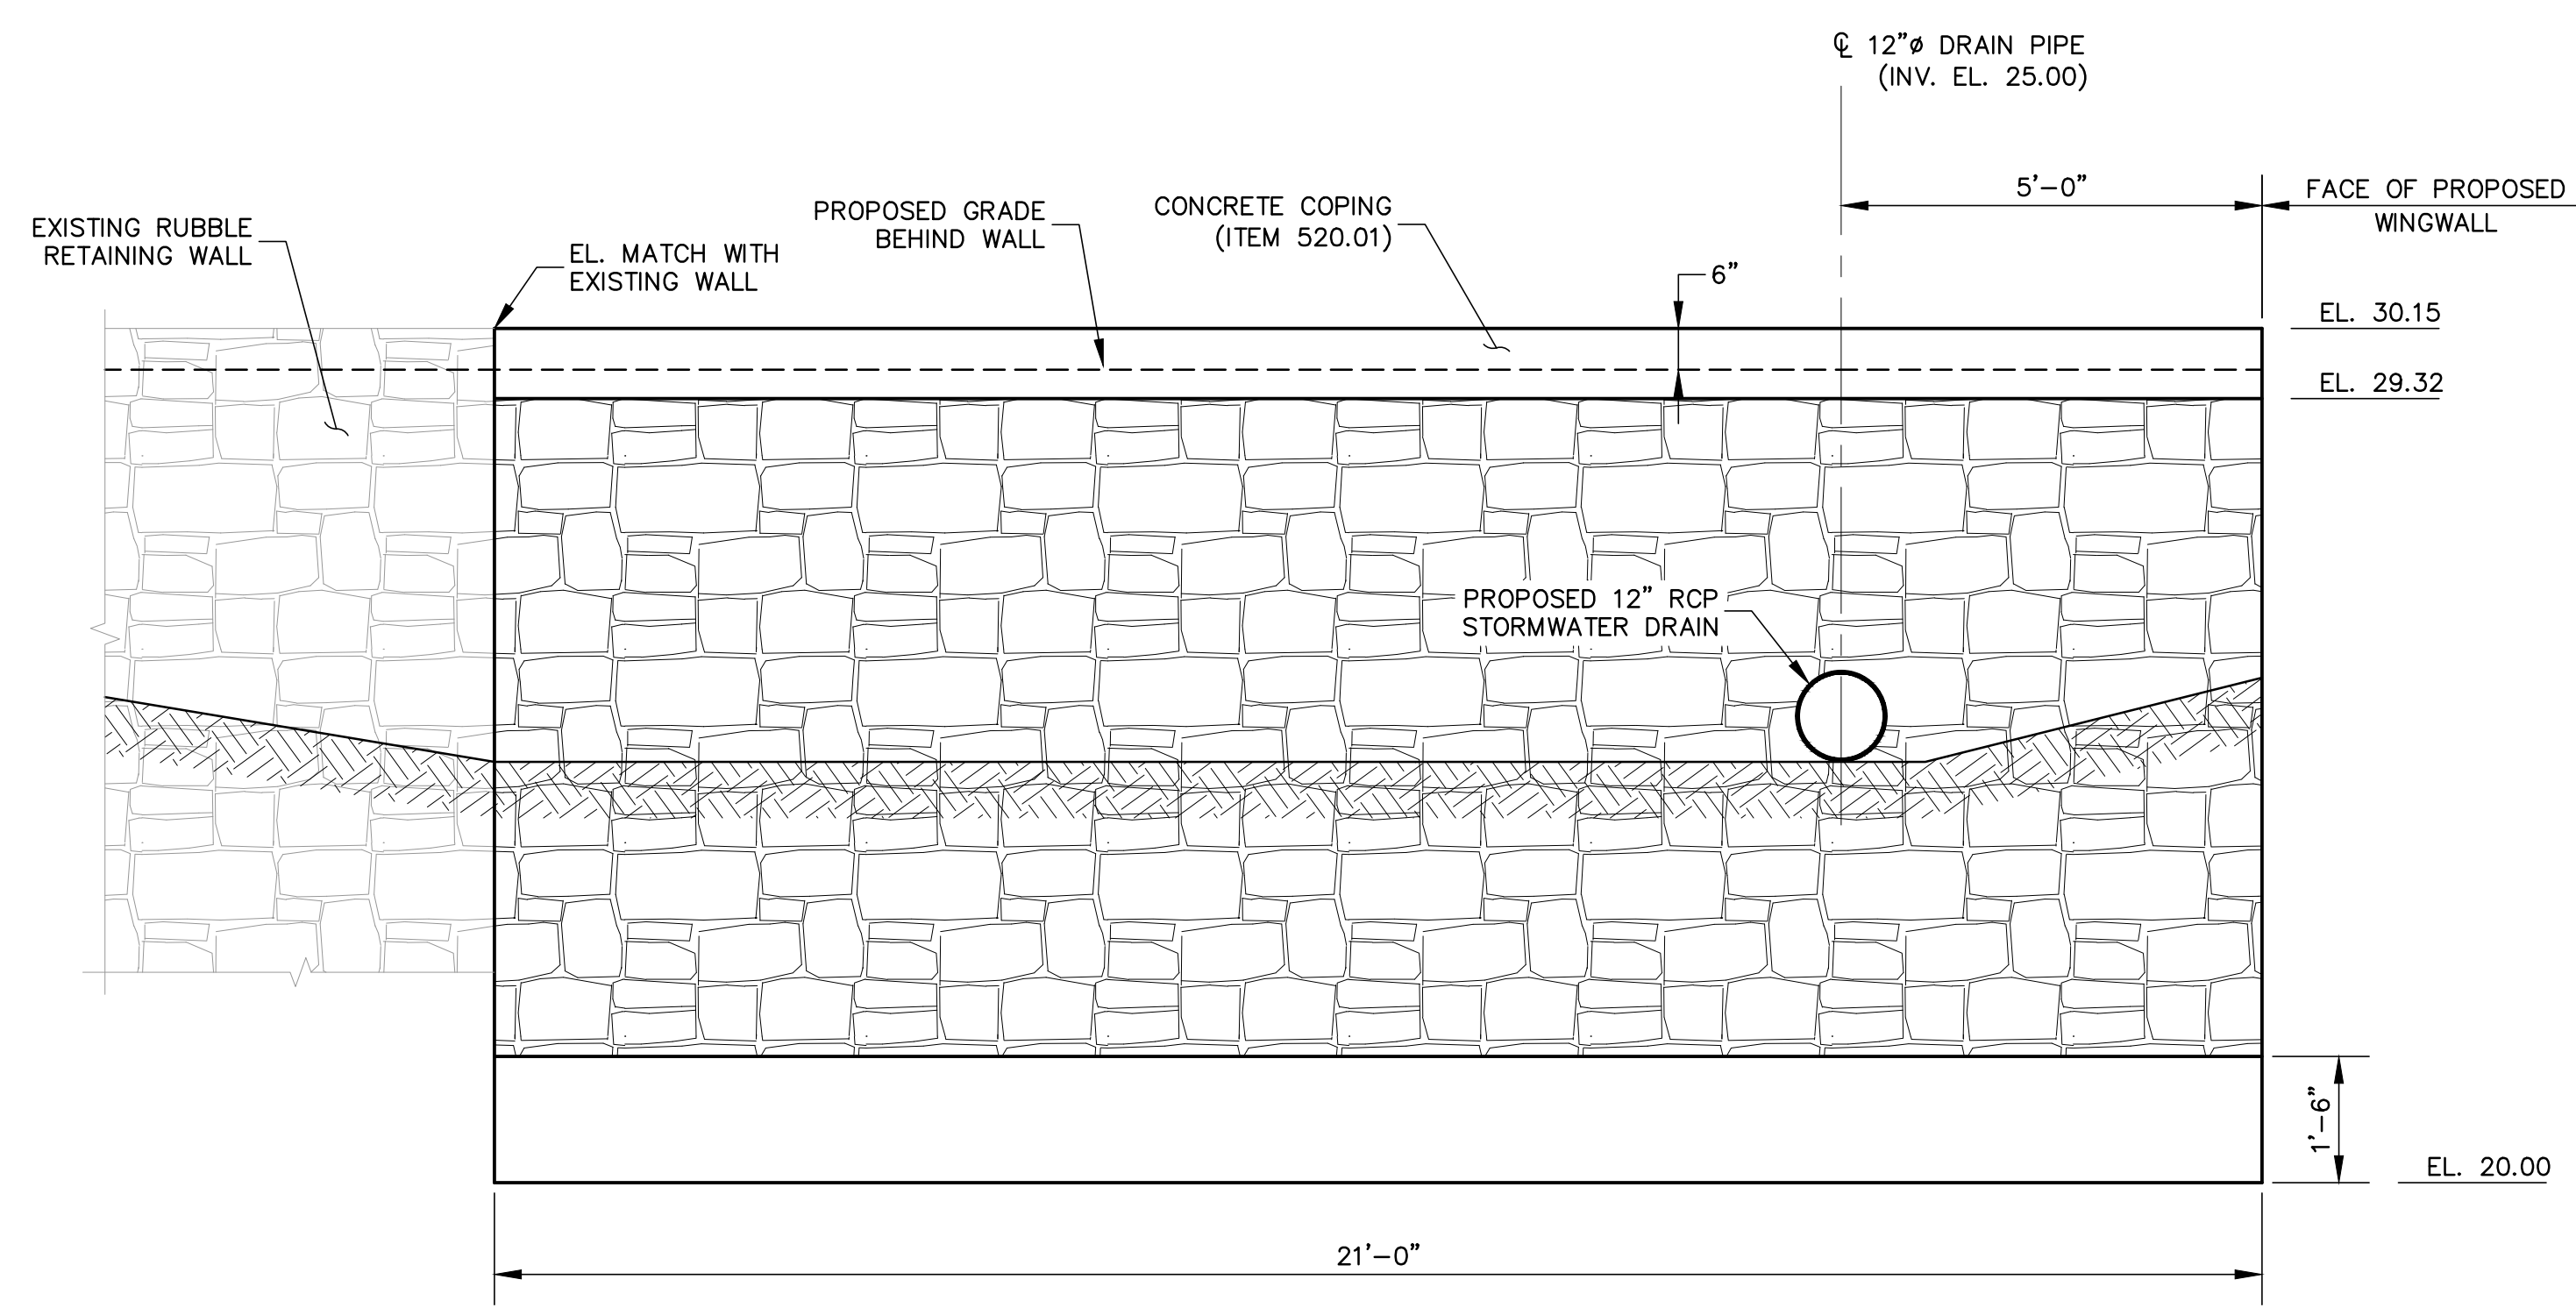 ℄ 12”ø DRAIN PIPE
(INV. EL. 25.00)
5’-0”
FACE OF PROPOSED
WINGWALL
EXISTING RUBBLE
RETAINING WALL
EL. MATCH WITH
EXISTING WALL
PROPOSED GRADE
BEHIND WALL
CONCRETE COPING
(ITEM 520.01)
6”
EL. 30.15
EL. 29.32
PROPOSED 12” RCP
STORMWATER DRAIN
1’-6”
EL. 20.00
21’-0”